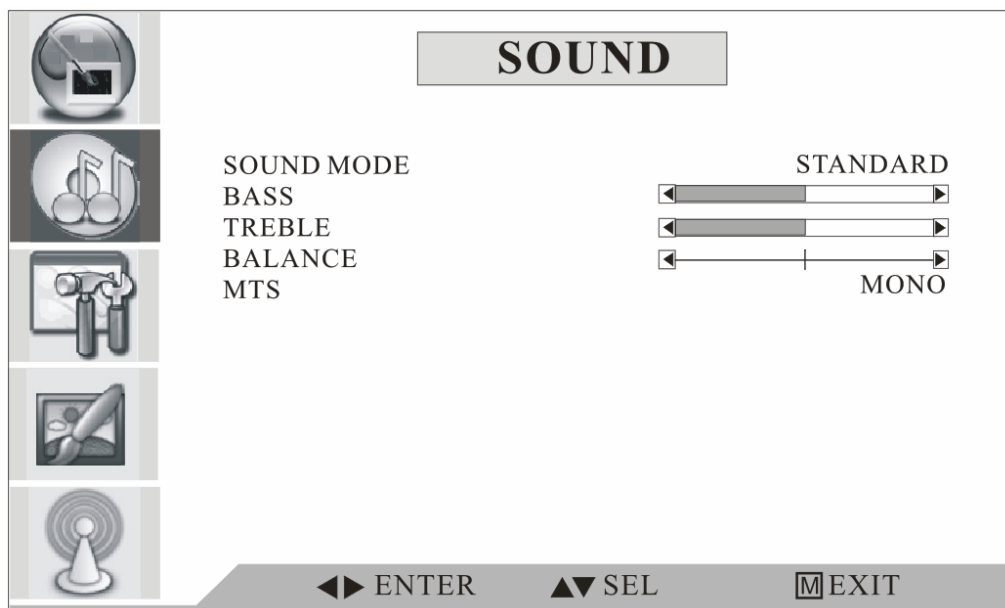 SOUND
SOUND MODE STANDARD
BASS
TREBLE
BALANCE
MTS MONO
ENTER SEL M EXIT